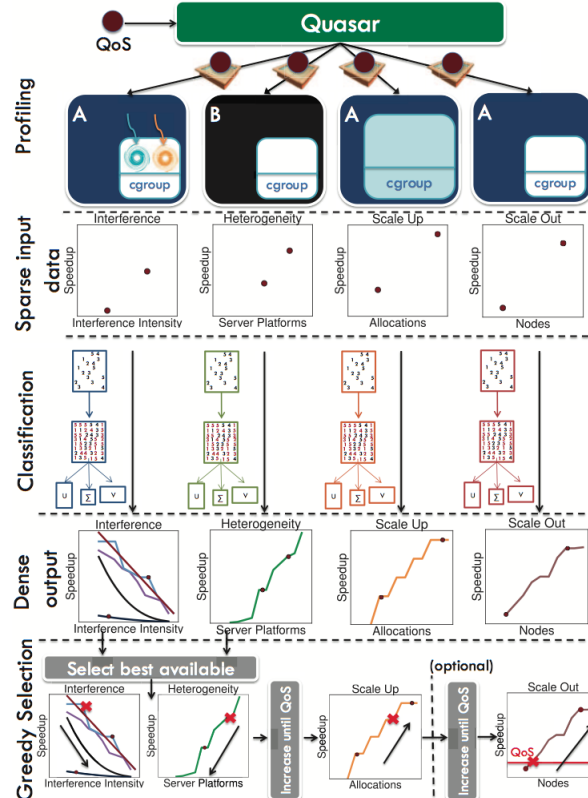 Quasar
QoS
Profiling
A
B
A
A
cgroup
cgroup
cgroup
cgroup
Sparse input
data
Interference
Heterogeneity
Scale Up
Scale Out
Speedup
Speedup
Speedup
Speedup
Interference Intensity
Server Platforms
Allocations
Nodes
Classification
U
Σ
V
U
Σ
V
U
Σ
V
U
Σ
V
Dense
output
Interference
Heterogeneity
Scale Up
Scale Out
Speedup
Speedup
Speedup
Speedup
Interference Intensity
Server Platforms
Allocations
Nodes
Greedy Selection
Select best available
(optional)
Interference
Heterogeneity
Increase until QoS
Scale Up
Increase until QoS
Scale Out
Speedup
Speedup
Speedup
Speedup
QoS
Interference Intensity
Server Platforms
Allocations
Nodes